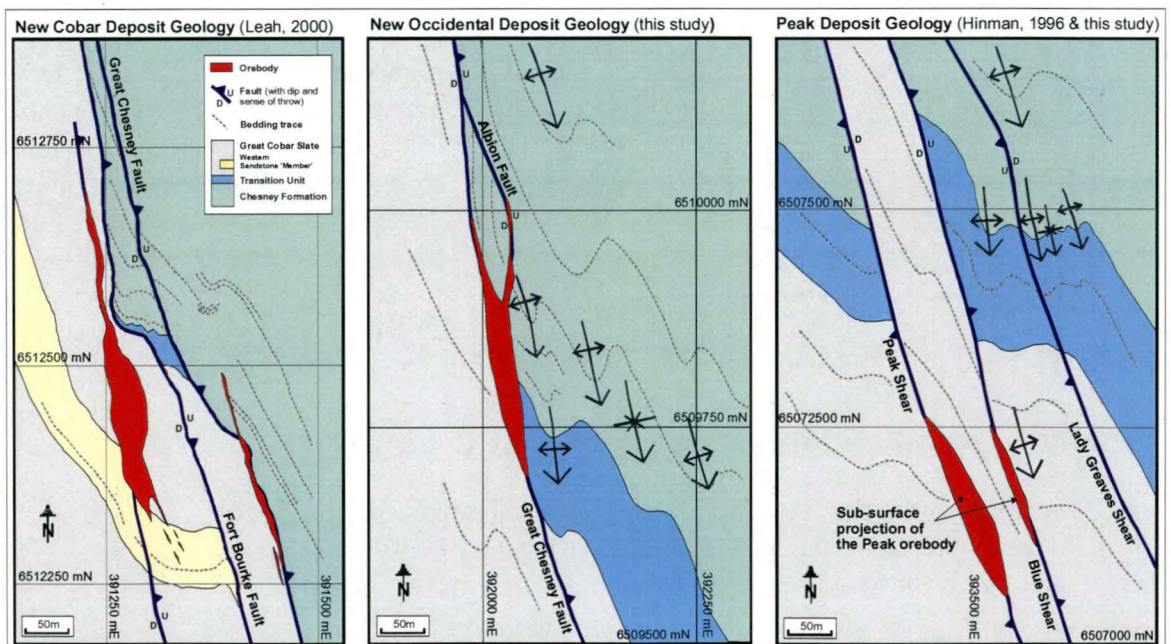 New Cobar Deposit Geology (Leah, 2000)
Great Chesney Fault
6512750 mN
6512500 mN
6512250 mN
391250 mE
391500 mE
Fort Bourke Fault
D U
D U
D U
N
50m
Orebody
U
D
Fault (with dip and
sense of throw)
Bedding trace
Great Cobar Slate
Western
Sandstone 'Member'
Transition Unit
Chesney Formation
New Occidental Deposit Geology (this study)
D U
Albion Fault
6510000 mN
D U
6509750 mN
Great Chesney Fault
392000 mE
392250 mE
6509500 mN
N
50m
Peak Deposit Geology (Hinman, 1996 & this study)
U D
D U
U D
6507500 mN
Peak Shear
65072500 mN
Lady Greaves Shear
Sub-surface
projection of
the Peak orebody
Blue Shear
393500 mE
6507000 mN
N
50m